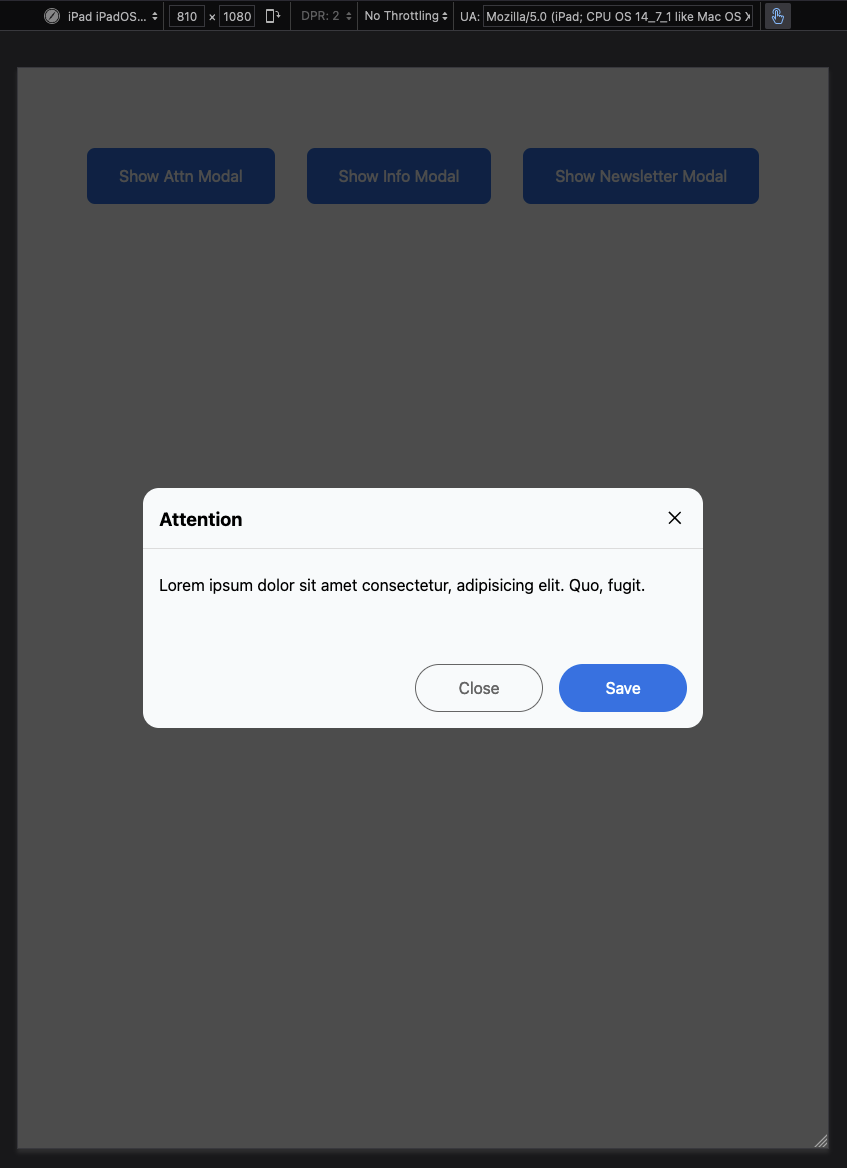 iPad iPadOS... 810 × 1080 DPR: 2 No Throttling UA: Mozilla/5.0 (iPad; CPU OS 14_7_1 like Mac OS X
Show Attn Modal Show Info Modal Show Newsletter Modal
Attention
Lorem ipsum dolor sit amet consectetur, adipisicing elit. Quo, fugit.
Close Save